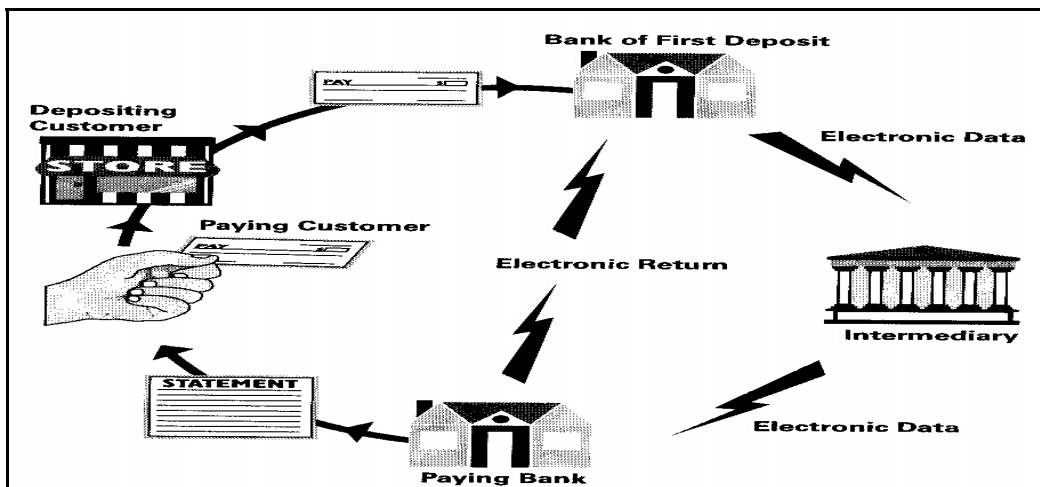 Bank of First Deposit
PAY $
Depositing
Customer
Electronic Data
STORE
Paying Customer
PAY $
Electronic Return
Intermediary
STATEMENT
Electronic Data
Paying Bank